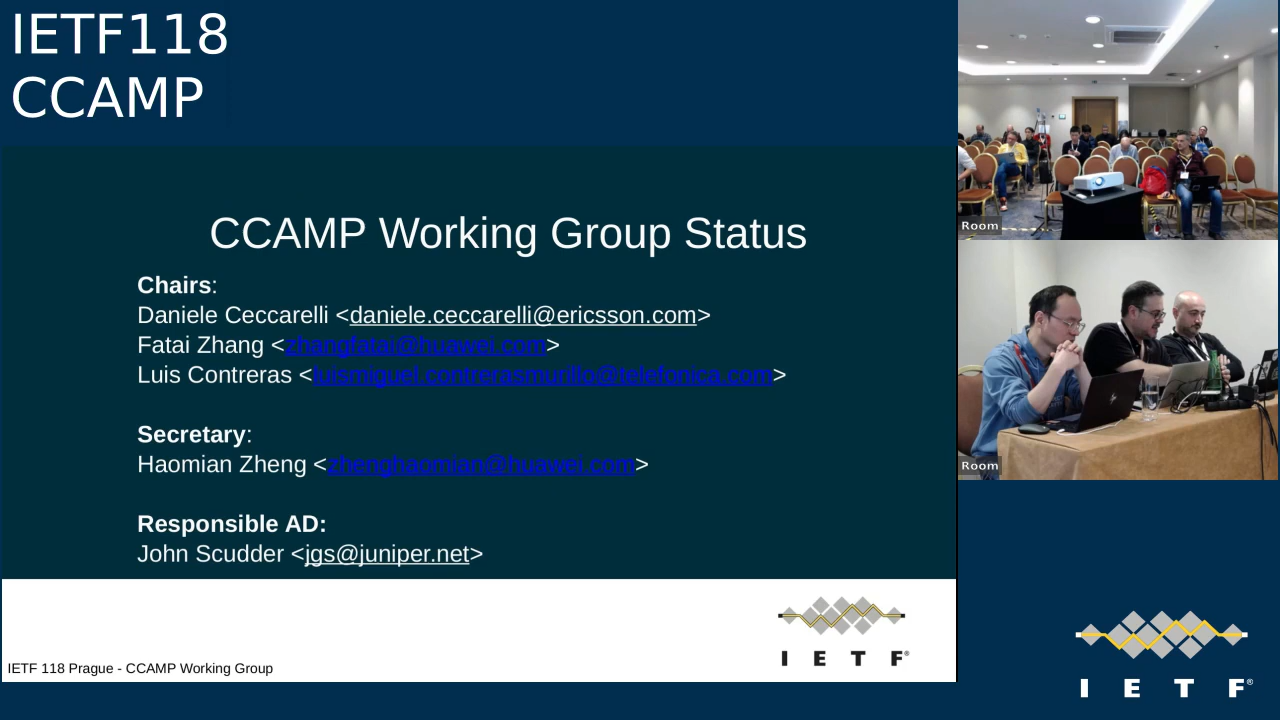 IETF118
CCAMP
CCAMP Working Group Status
Chairs:
Daniele Ceccarelli <daniele.ceccarelli@ericsson.com>
Fatai Zhang <zhangfatai@huawei.com>
Luis Contreras <luismiguel.contrerasmurillo@telefonica.com>
Secretary:
Haomian Zheng <zhenghaomian@huawei.com>
Responsible AD:
John Scudder <jgs@juniper.net>
IETF 118 Prague - CCAMP Working Group
I E T F®
Room
Room
I E T F®